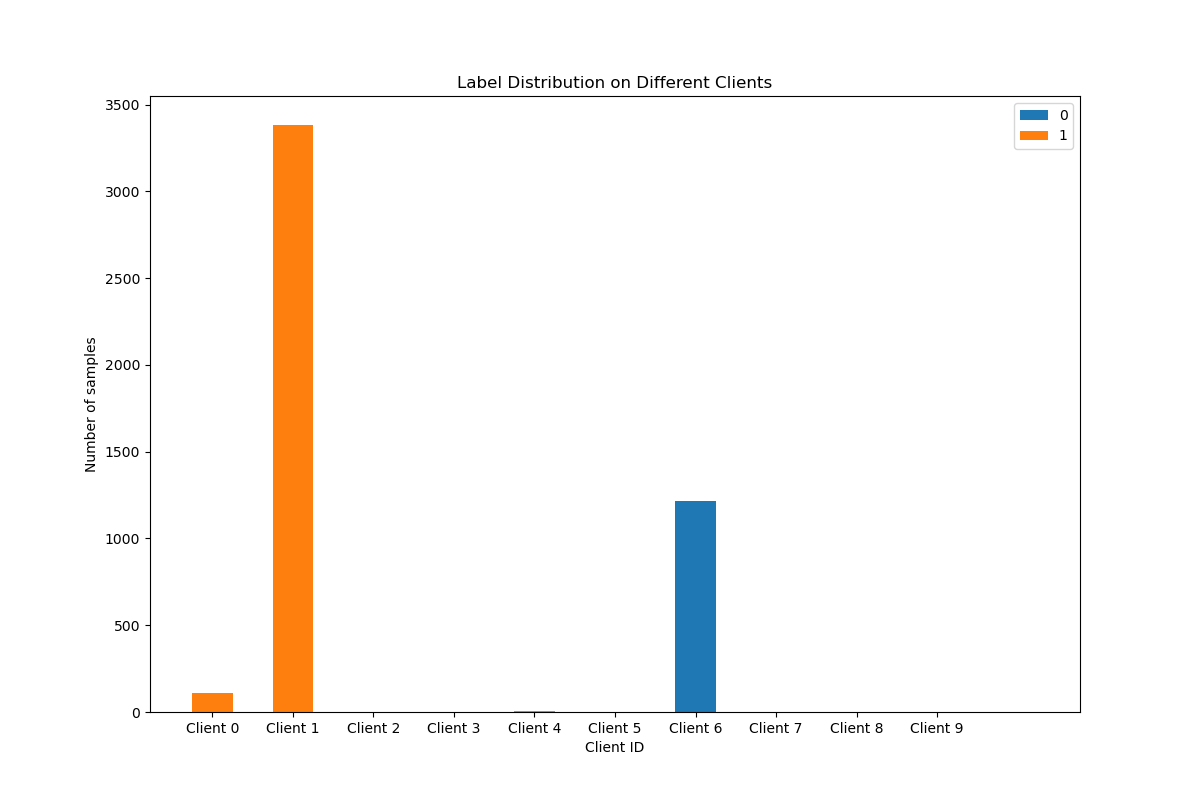 Label Distribution on Different Clients
0
1
3500
3000
2500
2000
1500
1000
500
0
Number of samples
Client 0 Client 1 Client 2 Client 3 Client 4 Client 5 Client 6 Client 7 Client 8 Client 9
Client ID